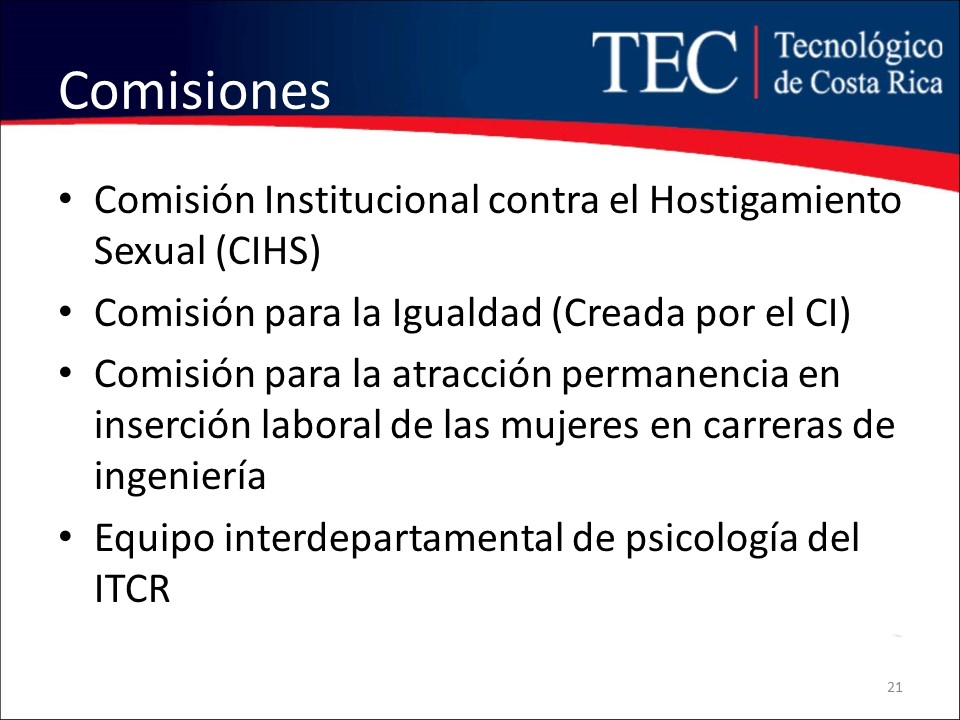 Comisiones
TEC
Tecnológico
de Costa Rica
• Comisión Institucional contra el Hostigamiento
Sexual (CIHS)
• Comisión para la Igualdad (Creada por el CI)
• Comisión para la atracción permanencia en
inserción laboral de las mujeres en carreras de
ingeniería
• Equipo interdepartamental de psicología del
ITCR
21